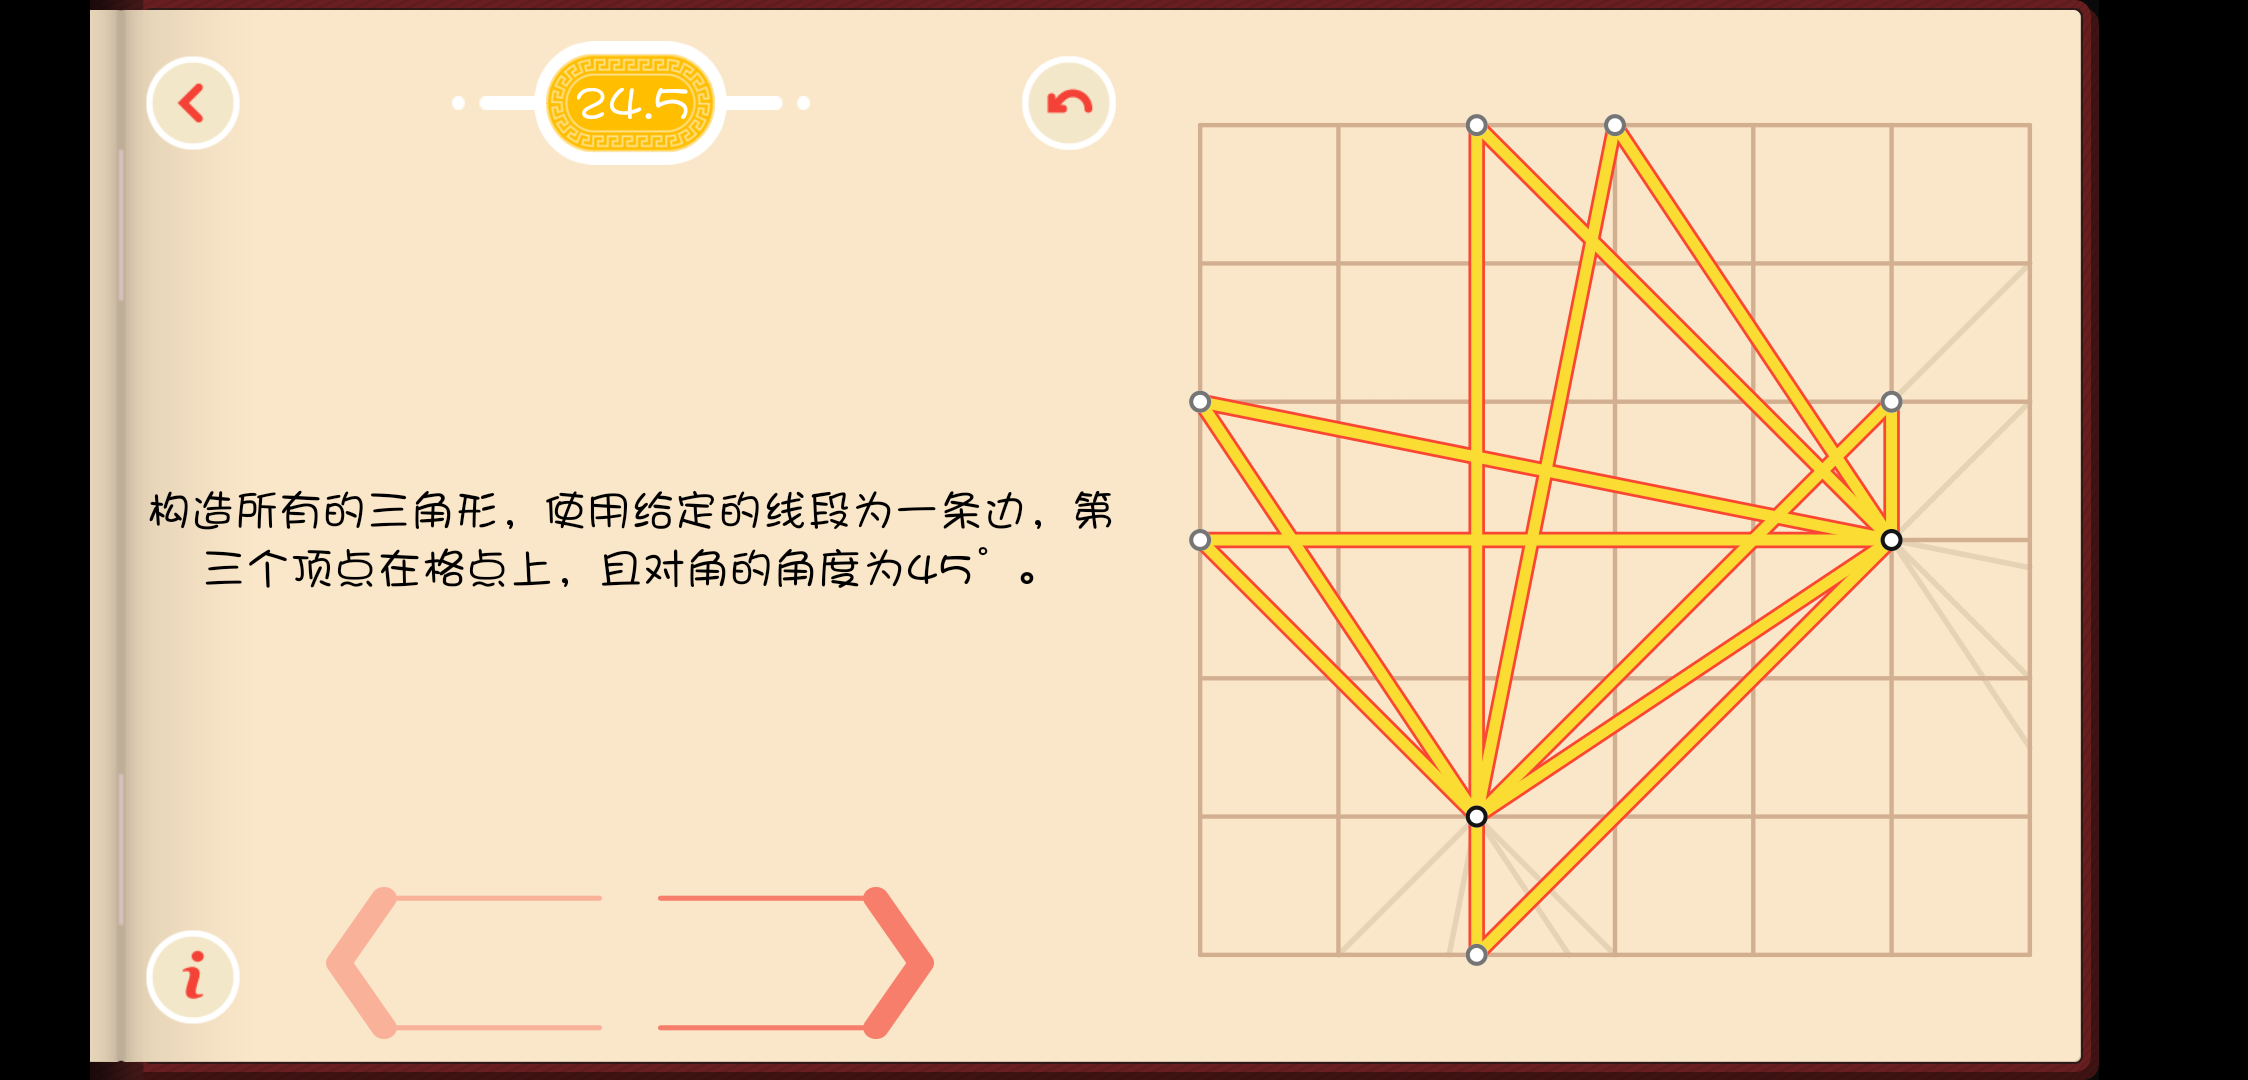 24.5
构造所有的三角形，使用给定的线段为一条边，第
三个顶点在格点上，且对角的角度为45°。
i